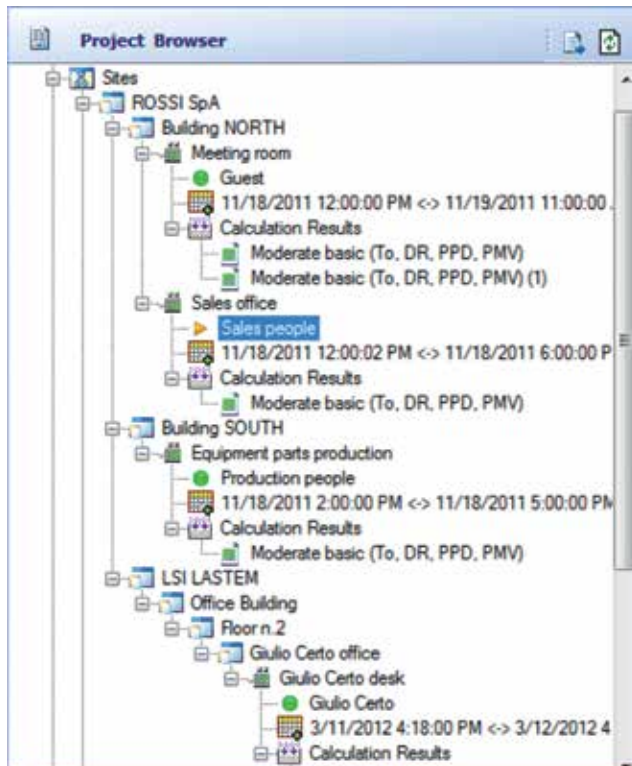 Project Browser
Sites
ROSSI SpA
Building NORTH
Meeting room
Guest
11/18/2011 12:00:00 PM <-> 11/19/2011 11:00:00 .
Calculation Results
Moderate basic (To, DR, PPD, PMV)
Moderate basic (To, DR, PPD, PMV) (1)
Sales office
Sales people
11/18/2011 12:00:02 PM <-> 11/18/2011 6:00:00 P
Calculation Results
Moderate basic (To, DR, PPD, PMV)
Building SOUTH
Equipment parts production
Production people
11/18/2011 2:00:00 PM <-> 11/18/2011 5:00:00 PM
Calculation Results
Moderate basic (To, DR, PPD, PMV)
LSI LASTEM
Office Building
Floor n.2
Giulio Certo office
Giulio Certo desk
Giulio Certo
3/11/2012 4:18:00 PM <-> 3/12/2012 4
Calculation Results